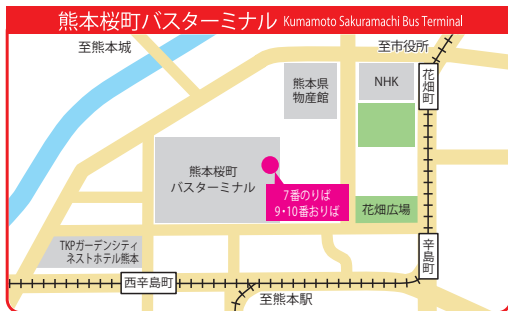 熊本桜町バスターミナル Kumamoto Sakuramachi Bus Terminal
至熊本城
至市役所
熊本県
物産館
NHK
花畑町
熊本桜町
バスターミナル
7番のりば
9・10番おりば
花畑広場
辛島町
TKPガーデンシティ
ネストホテル熊本
西辛島町
至熊本駅